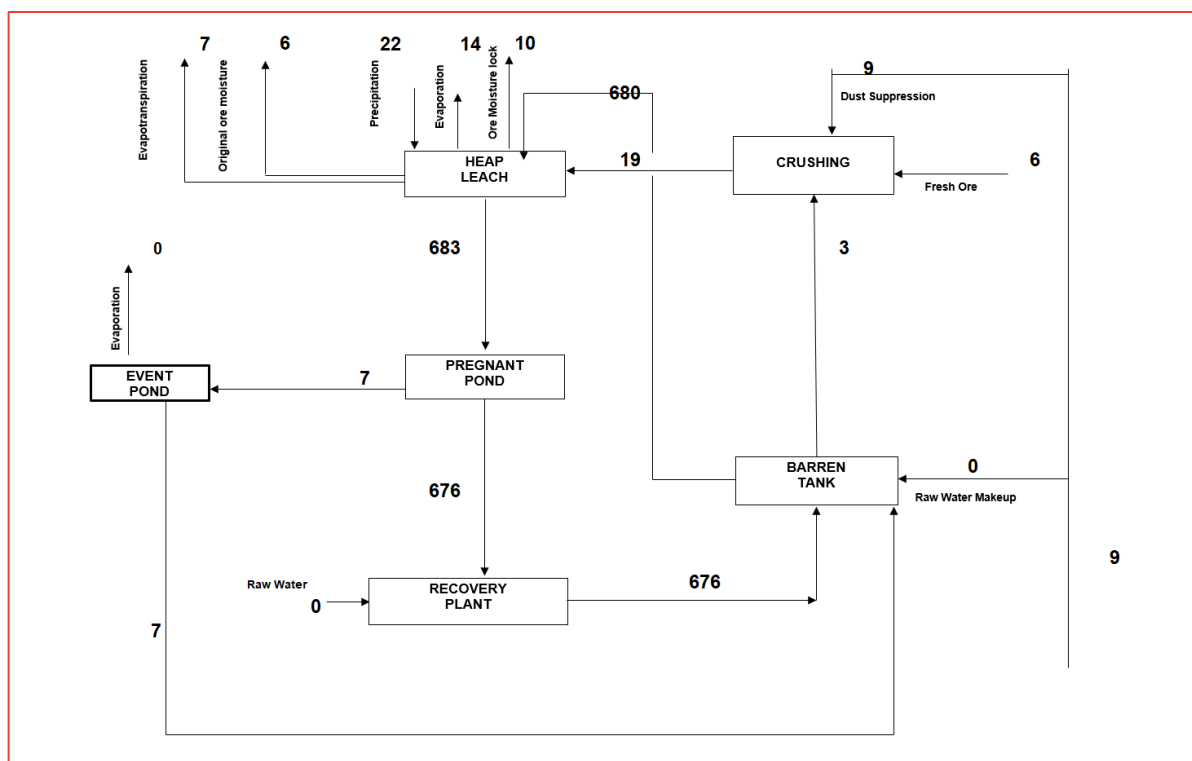 7
6
22
14
10
Evapotranspiration
Original ore moisture
Precipitation
Evaporation
Ore Moisture lock
680
9
Dust Suppression
HEAP
LEACH
19
CRUSHING
6
Fresh Ore
0
683
3
Evaporation
EVENT
POND
7
PREGNANT
POND
676
BARREN
TANK
0
Raw Water Makeup
9
Raw Water
0
RECOVERY
PLANT
676
7